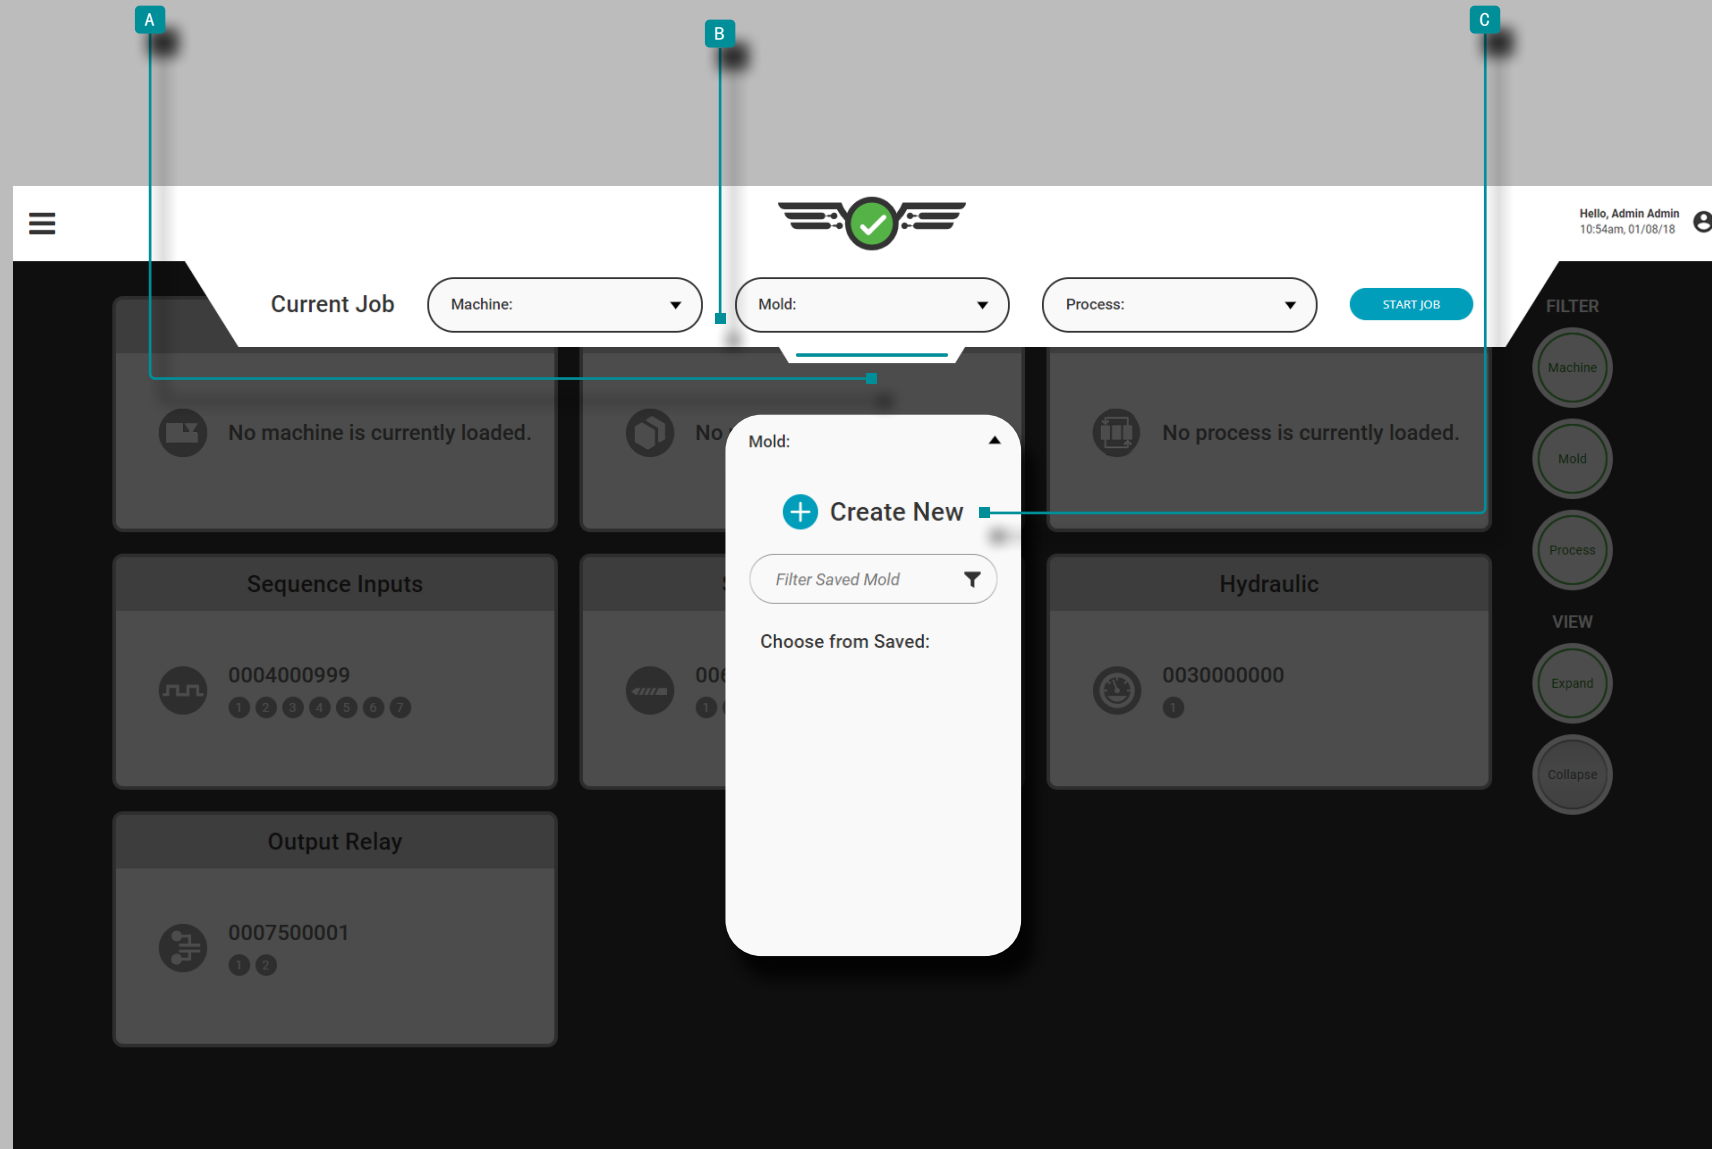 A
B
C
Hello, Admin Admin
10:54am, 01/08/18
Current Job
Machine:
Mold:
Process:
START JOB
FILTER
Machine
Mold
Process
VIEW
Expand
Collapse
No machine is currently loaded.
No
No process is currently loaded.
Mold:
Create New
Filter Saved Mold
Choose from Saved:
Sequence Inputs
0004000999
1 2 3 4 5 6 7
006
1
Hydraulic
0030000000
1
Output Relay
0007500001
1 2